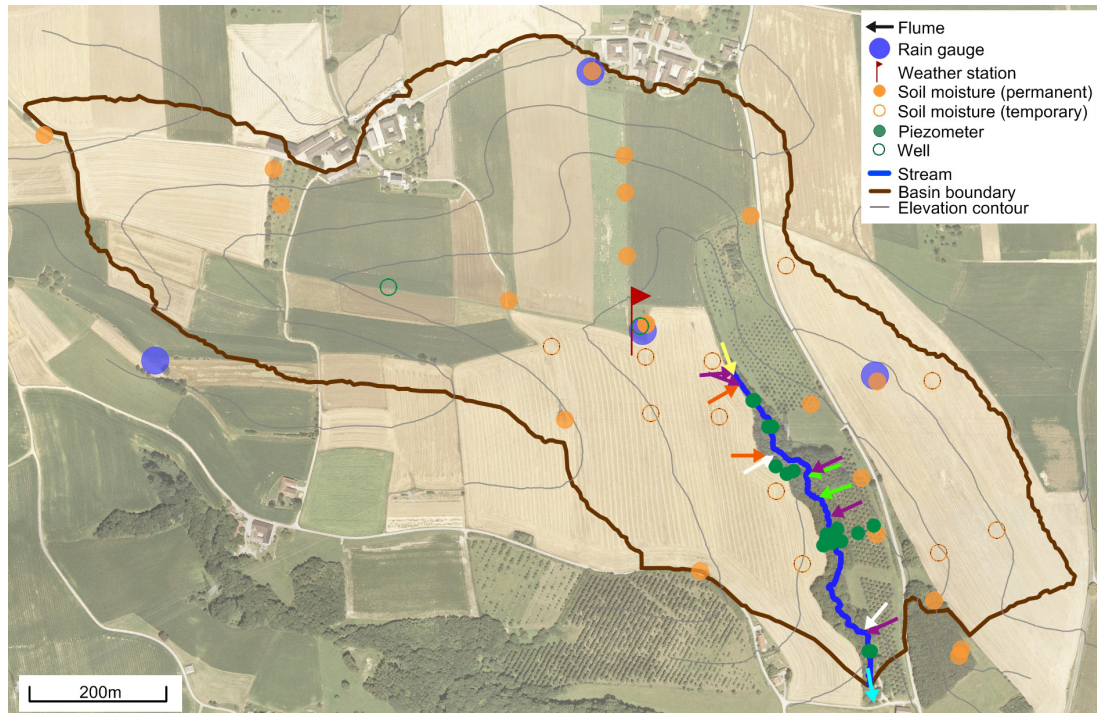 Flume
Rain gauge
Weather station
Soil moisture (permanent)
Soil moisture (temporary)
Piezometer
Well
Stream
Basin boundary
Elevation contour
200m